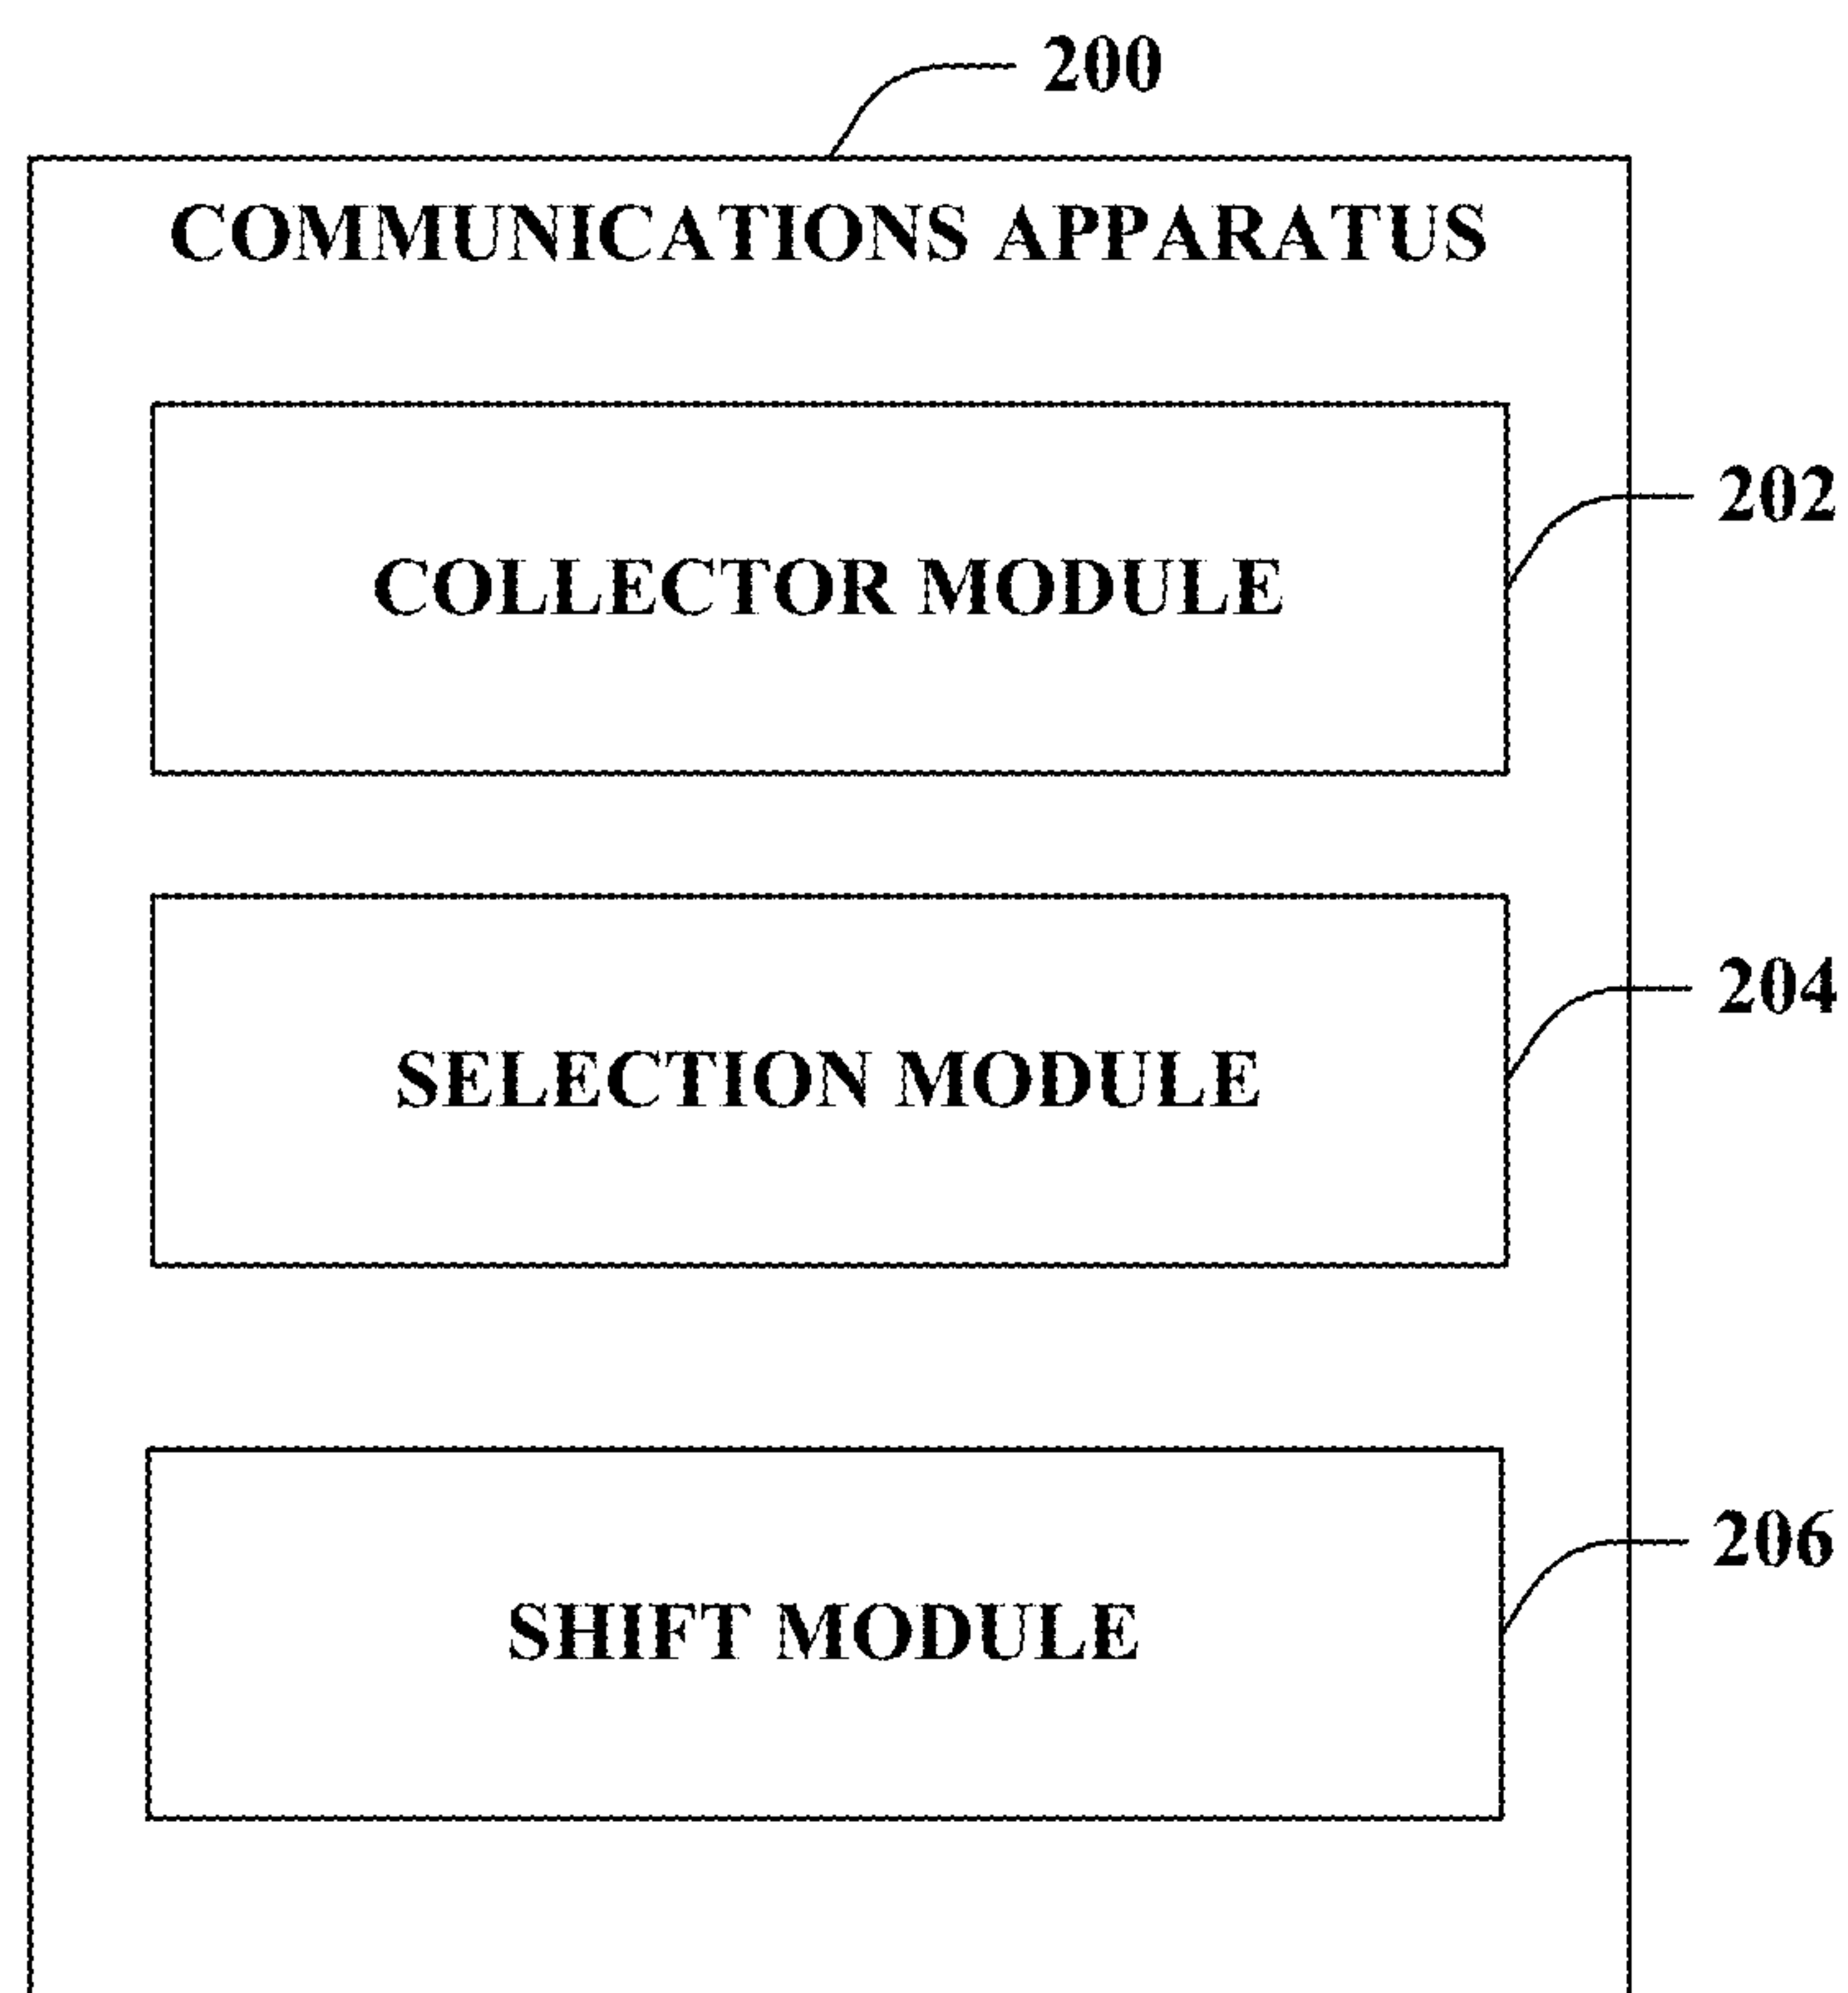 200
COMMUNICATIONS APPARATUS
202
COLLECTOR MODULE
204
SELECTION MODULE
206
SHIFT MODULE